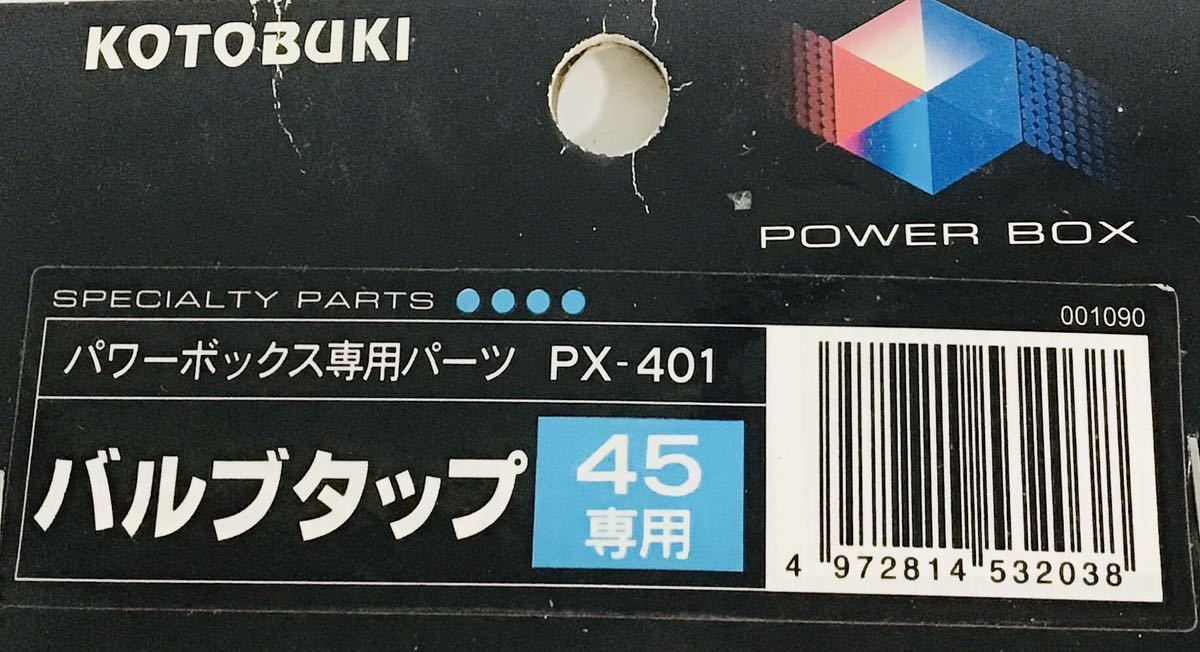 KOTOBUKI
POWER BOX
SPECIALTY PARTS
001090
パワーボックス専用パーツ PX-401
バルブタップ
45
専用
4 972814 532038